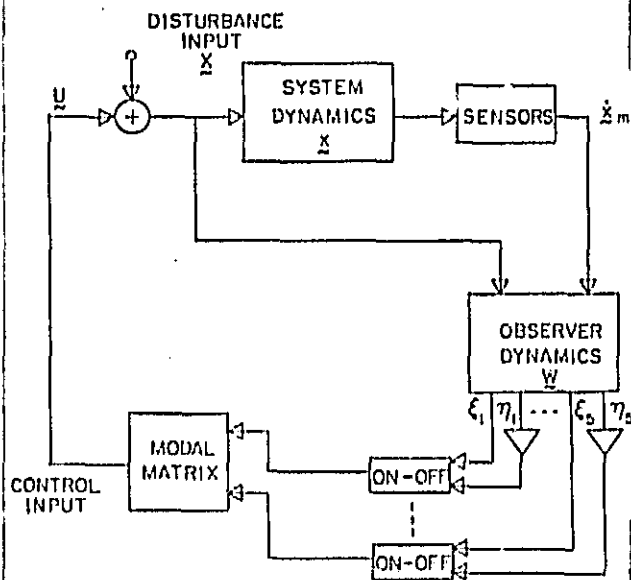 DISTURBANCE
INPUT
X
U
+
SYSTEM
DYNAMICS
x
SENSORS
ẋ m
OBSERVER
DYNAMICS
W
ξ₁ η₁ ... ξ₅ η₅
MODAL
MATRIX
ON-OFF
CONTROL
INPUT
ON-OFF